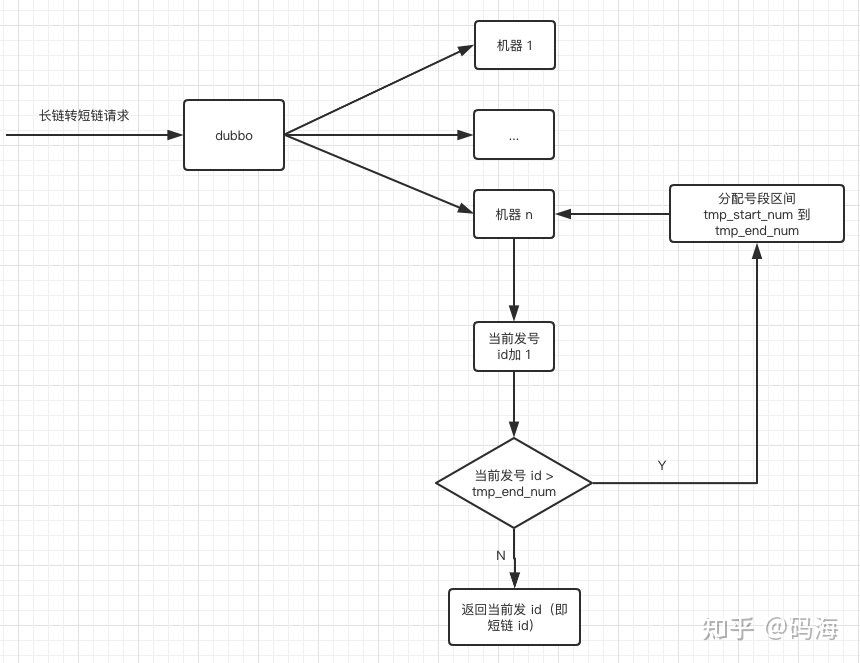 机器 1
长链转短链请求
dubbo
...
机器 n
分配号段区间
tmp_start_num 到
tmp_end_num
当前发号
id加 1
当前发号 id >
tmp_end_num
Y
N
返回当前发 id（即
短链 id）
知乎 @码海